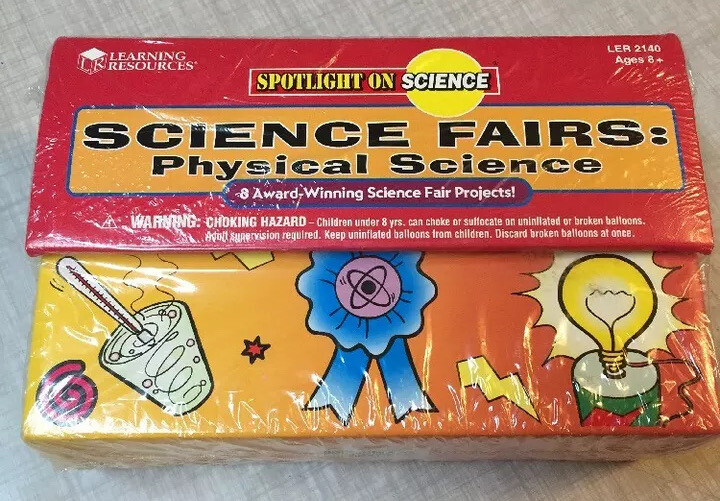 LEARNING
RESOURCES®
LER 2140
Ages 8+
SPOTLIGHT ON SCIENCE
SCIENCE FAIRS:
Physical Science
8 Award-Winning Science Fair Projects!
WARNING: CHOKING HAZARD – Children under 8 yrs. can choke or suffocate on uninflated or broken balloons.
Adult supervision required. Keep uninflated balloons from children. Discard broken balloons at once.